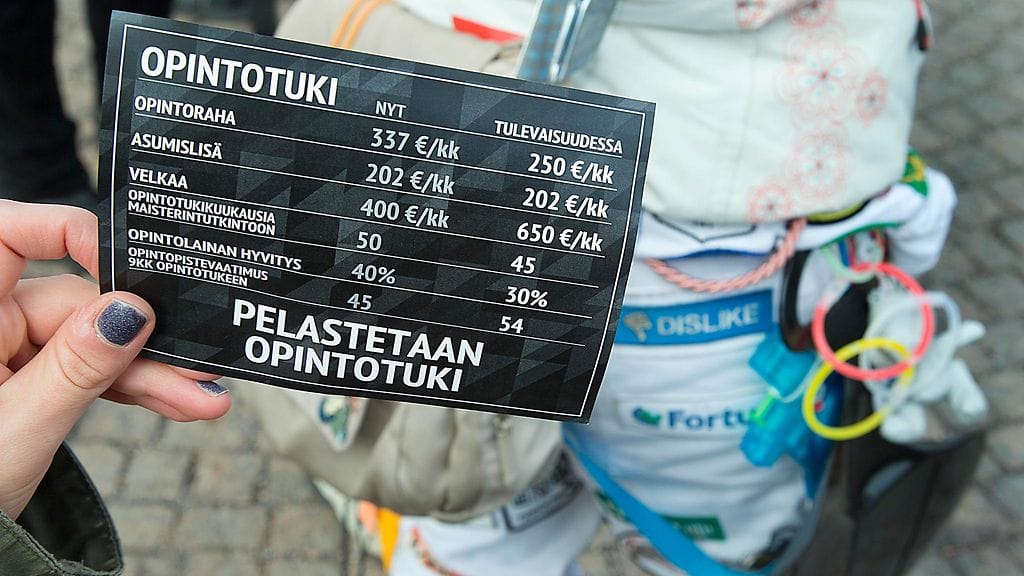 OPINTOTUKI NYT TULEVAISUUDESSA
OPINTORAHA 337 €/kk 250 €/kk
ASUMISLISÄ 202 €/kk 202 €/kk
VELKAA 400 €/kk 650 €/kk
OPINTOTUKIKUUKAUSIA
MAISTERINTUTKINTOON 50 45
OPINTOLAINAN HYVITYS 40% 30%
OPINTOPISTEVAATIMUS
9KK OPINTOTUKEEN 45 54
PELASTETAAN
OPINTOTUKI
DISLIKE